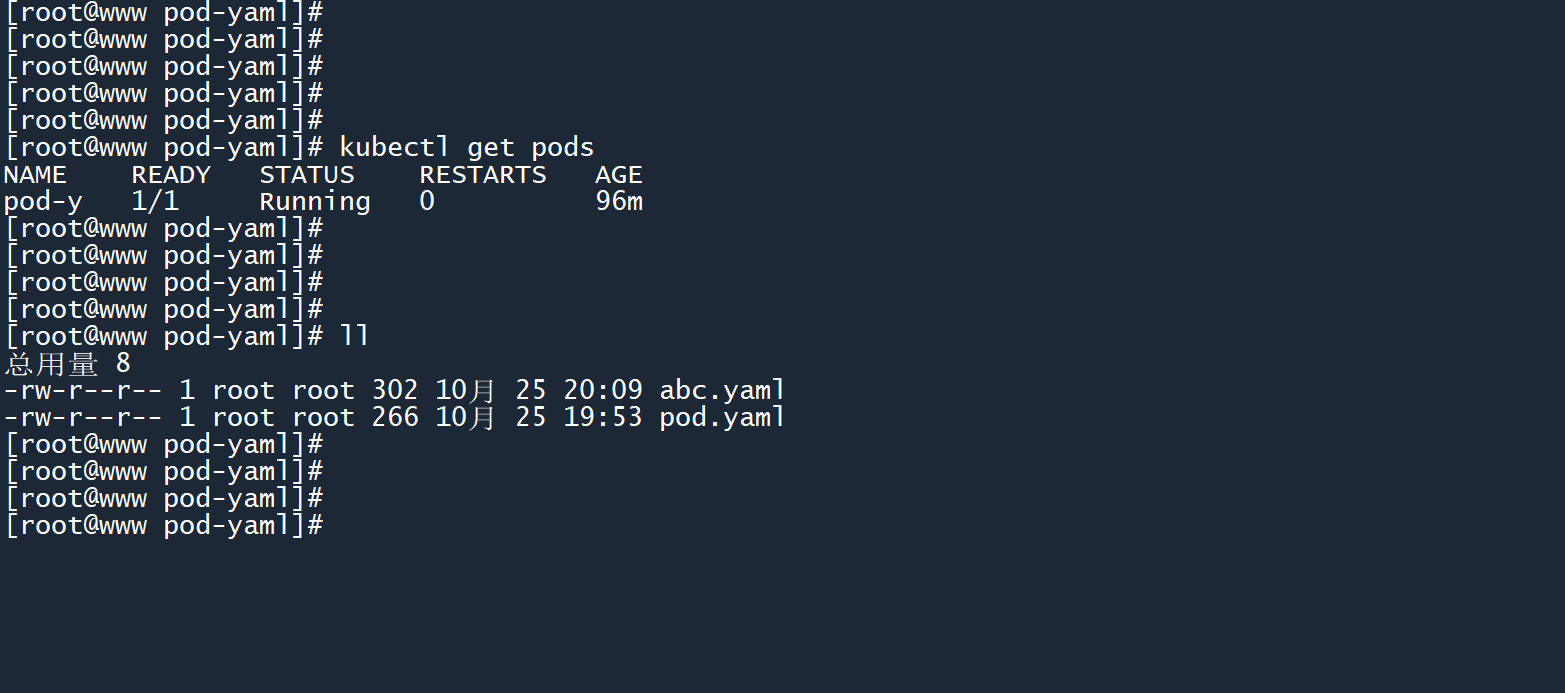 [root@www pod-yaml]#
[root@www pod-yaml]#
[root@www pod-yaml]#
[root@www pod-yaml]#
[root@www pod-yaml]#
[root@www pod-yaml]# kubectl get pods
NAME    READY   STATUS    RESTARTS   AGE
pod-y   1/1     Running   0          96m
[root@www pod-yaml]#
[root@www pod-yaml]#
[root@www pod-yaml]#
[root@www pod-yaml]#
[root@www pod-yaml]# ll
总用量 8
-rw-r--r-- 1 root root 302 10月 25 20:09 abc.yaml
-rw-r--r-- 1 root root 266 10月 25 19:53 pod.yaml
[root@www pod-yaml]#
[root@www pod-yaml]#
[root@www pod-yaml]#
[root@www pod-yaml]#